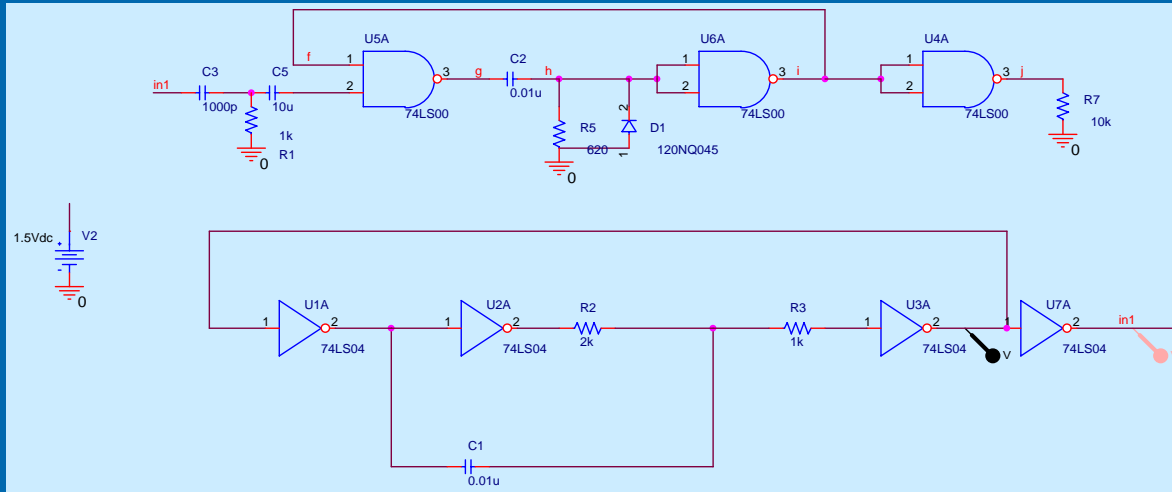 U5A
U6A
U4A
f
1
2
3
74LS00
in1
C3
1000p
C5
10u
1k
R1
0
g
C2
0.01u
h
R5
620
2
1
D1
120NQ045
0
1
2
3
74LS00
i
1
2
3
74LS00
j
R7
10k
0
1.5Vdc
+
-
V2
0
U1A
1
2
74LS04
U2A
1
2
74LS04
R2
2k
R3
1k
U3A
1
2
74LS04
V
U7A
1
2
74LS04
in1
C1
0.01u